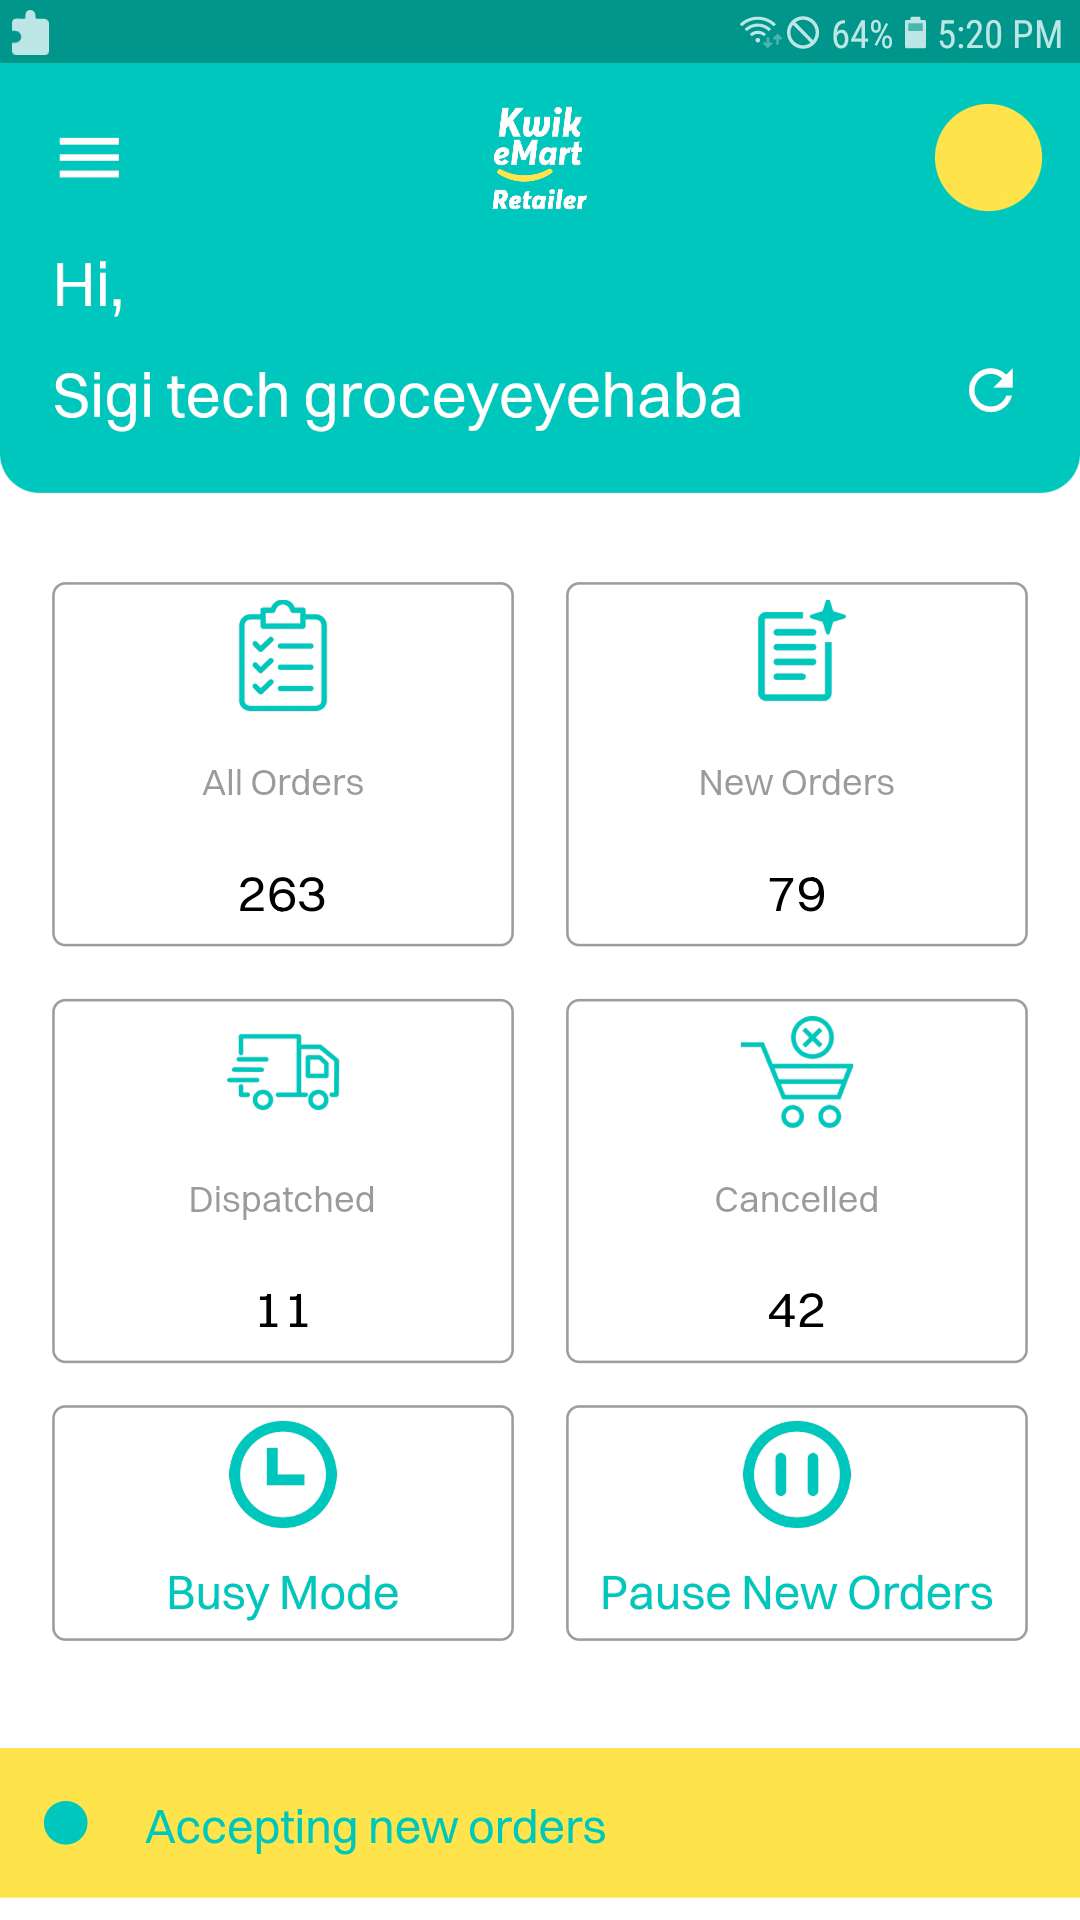 64% 5:20 PM
Kwik
eMart
Retailer
Hi,
Sigi tech groceyeyehaba
All Orders
263
New Orders
79
Dispatched
11
Cancelled
42
Busy Mode
Pause New Orders
Accepting new orders